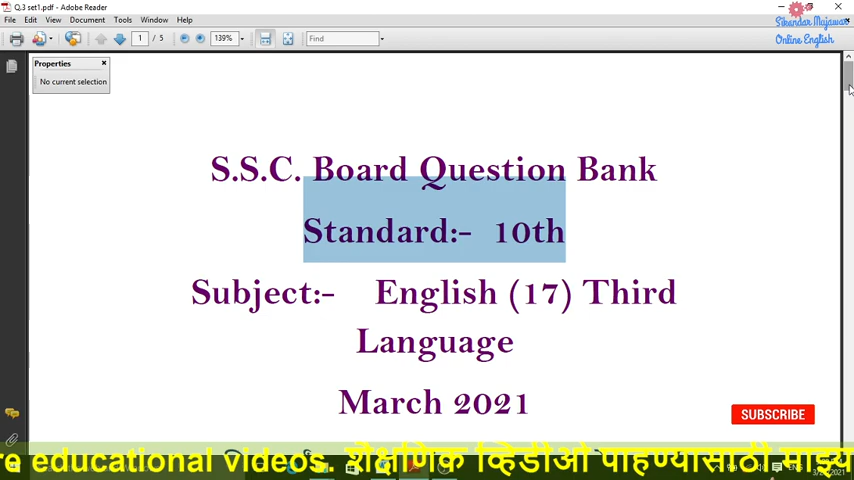 Q.3 set1.pdf - Adobe Reader
File Edit View Document Tools Window Help
1 / 5 139% Find
Sikandar Majawar
Online English
Properties
No current selection
S.S.C. Board Question Bank
Standard:- 10th
Subject:- English (17) Third
Language
March 2021
SUBSCRIBE
re educational videos. शैक्षणिक व्हिडीओ पाहण्यासाठी माझ्य
ENG